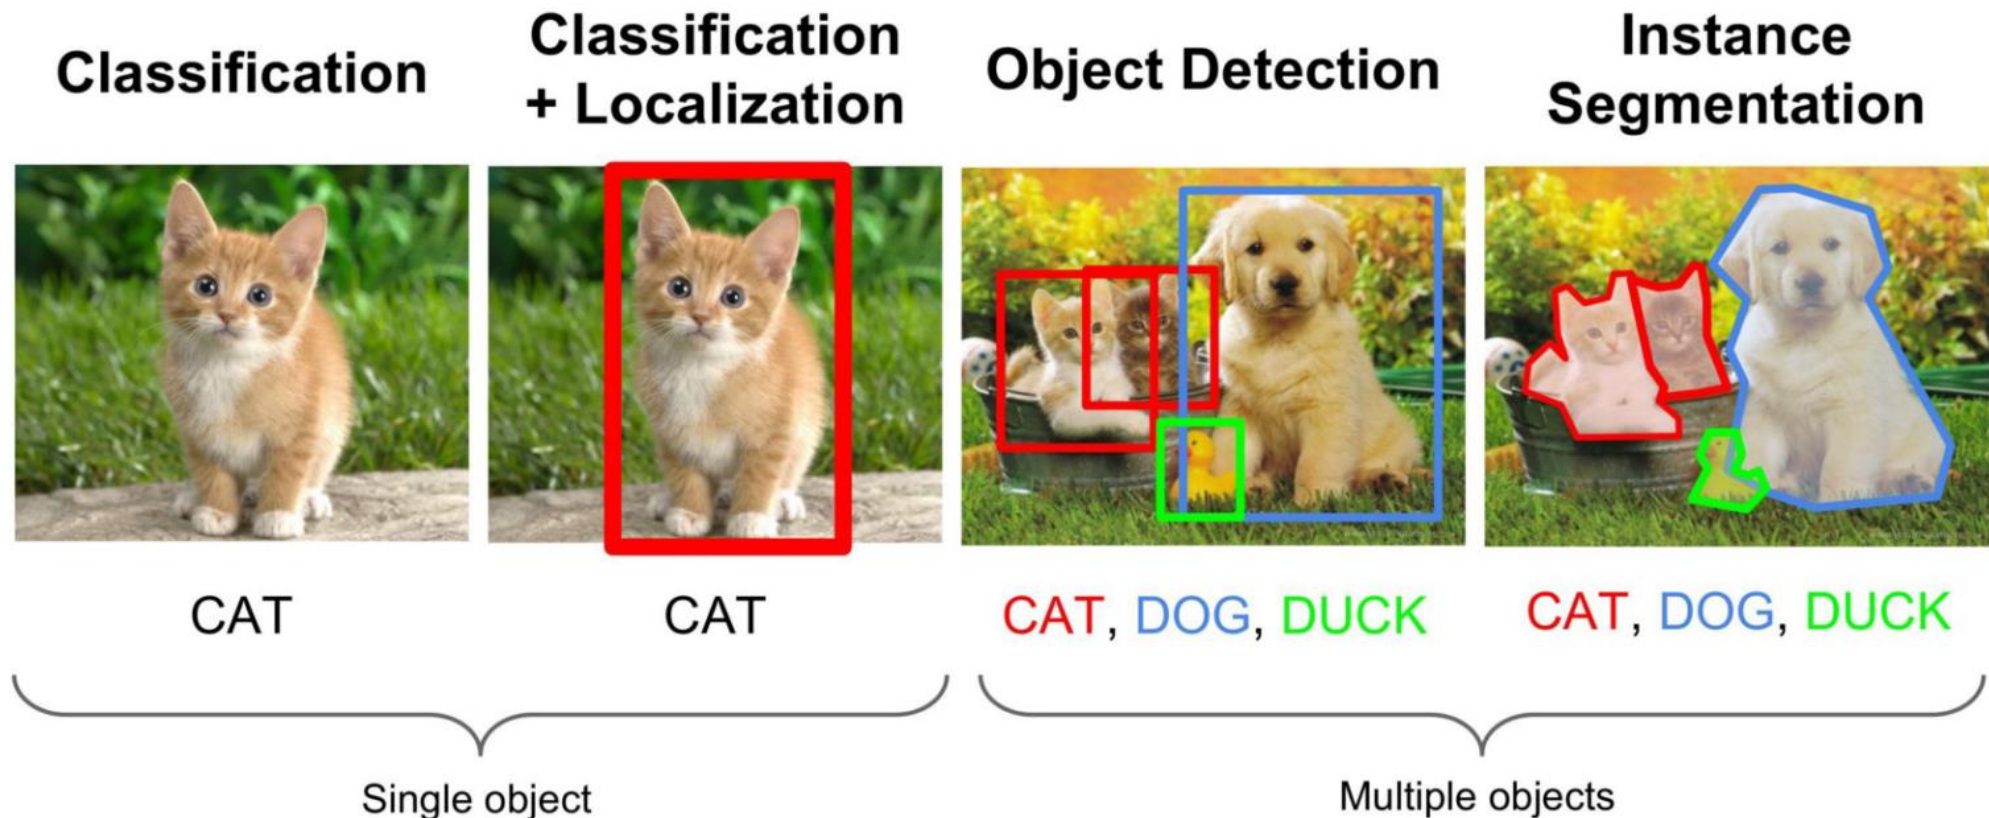 Classification
Classification
+ Localization
Object Detection
Instance
Segmentation
CAT
CAT
CAT, DOG, DUCK
CAT, DOG, DUCK
Single object
Multiple objects